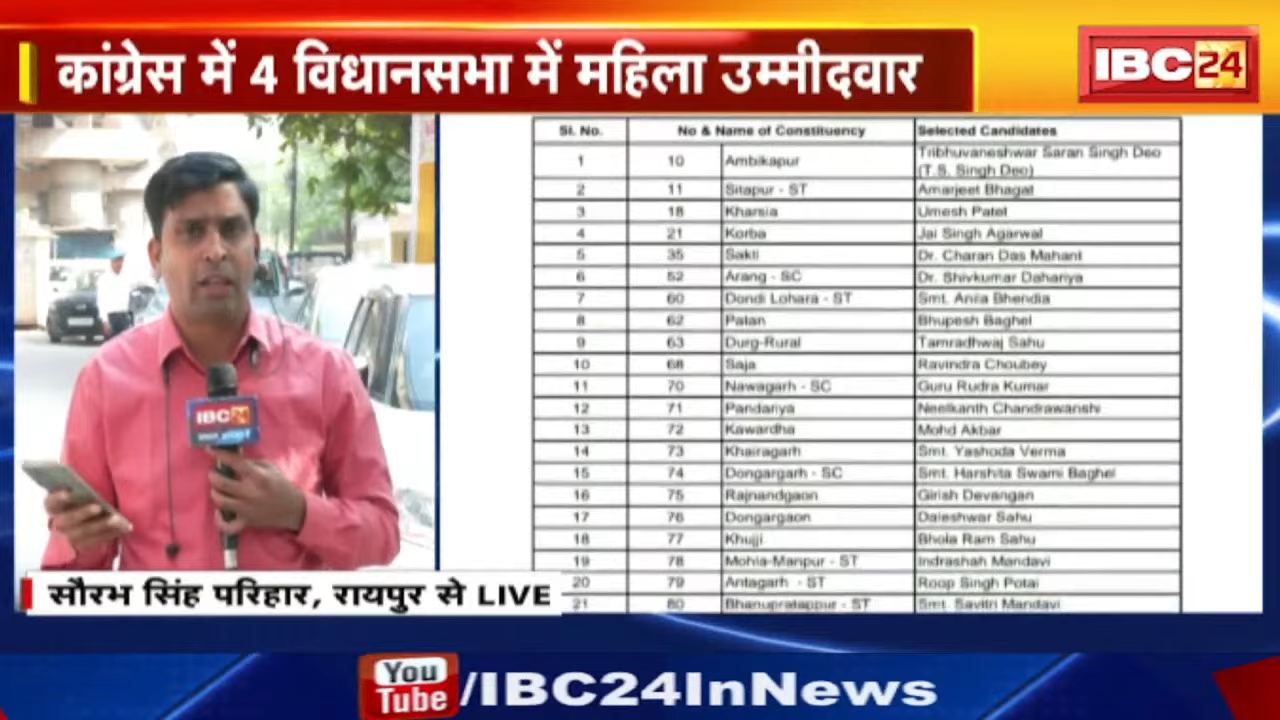 कांग्रेस में 4 विधानसभा में महिला उम्मीदवार
IBC24
Sl. No. No & Name of Constituency Selected Candidates
1 10 Ambikapur Tribhuvaneshwar Saran Singh Deo
(T.S. Singh Deo)
2 11 Sitapur - ST Amarjeet Bhagat
3 18 Kharsia Umesh Patel
4 21 Korba Jai Singh Agarwal
5 35 Sakti Dr. Charan Das Mahant
6 52 Arang - SC Dr. Shivkumar Dahariya
7 60 Dondi Lohara - ST Smt. Anila Bhendia
8 62 Patan Bhupesh Baghel
9 63 Durg-Rural Tamradhwaj Sahu
10 68 Saja Ravindra Choubey
11 70 Nawagarh - SC Guru Rudra Kumar
12 71 Pandariya Neelkanth Chandrawanshi
13 72 Kawardha Mohd Akbar
14 73 Khairagarh Smt. Yashoda Verma
15 74 Dongargarh - SC Smt. Harshita Swami Baghel
16 75 Rajnandgaon Girish Devangan
17 76 Dongargaon Daleshwar Sahu
18 77 Khujji Bhola Ram Sahu
19 78 Mohla-Manpur - ST Indrashah Mandavi
20 79 Antagarh - ST Roop Singh Potai
21 80 Bhanupratappur - ST Smt. Savitri Mandavi
IBC24
सौरभ सिंह परिहार, रायपुर से LIVE
You Tube /IBC24InNews